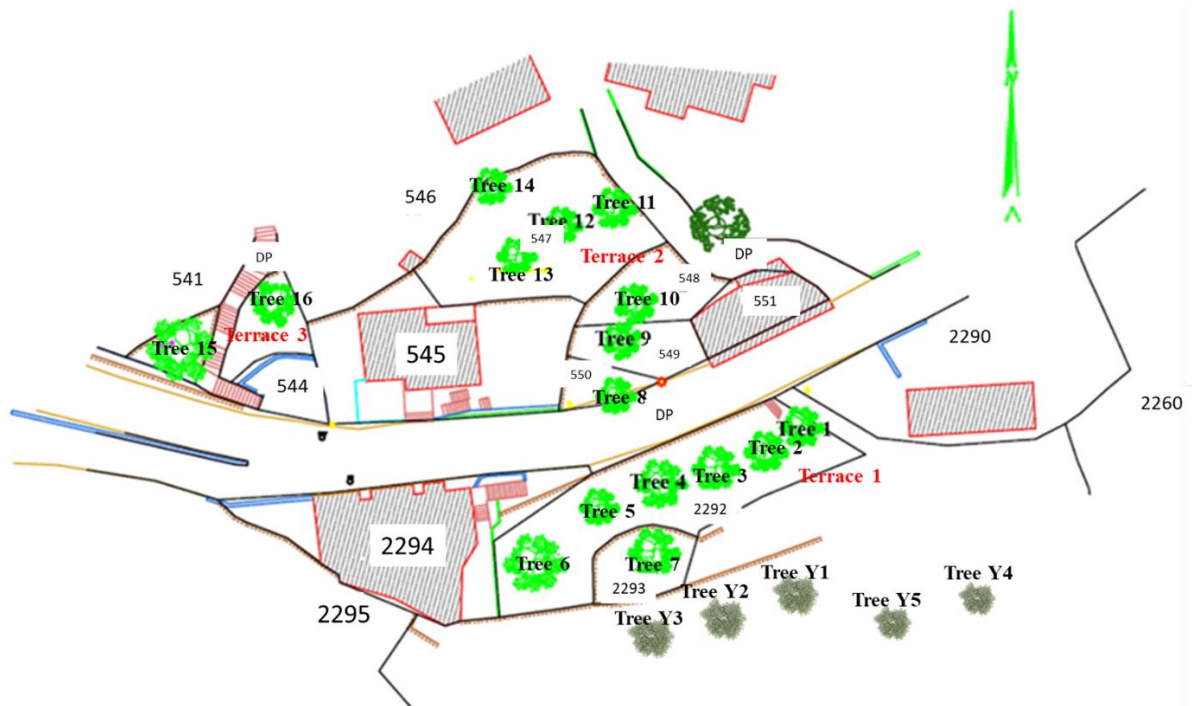 N
546
Tree 14
Tree 11
Tree 12
547
Terrace 2
DP
DP
541
Tree 13
548
Tree 16
Tree 10
551
Terrace 3
Tree 15
Tree 9
545
549
2290
544
550
Tree 8
DP
2260
Tree 1
Tree 2
Tree 3
Terrace 1
Tree 4
Tree 5
2292
2294
Tree 6
Tree 7
2293
2295
Tree Y1
Tree Y4
Tree Y2
Tree Y5
Tree Y3